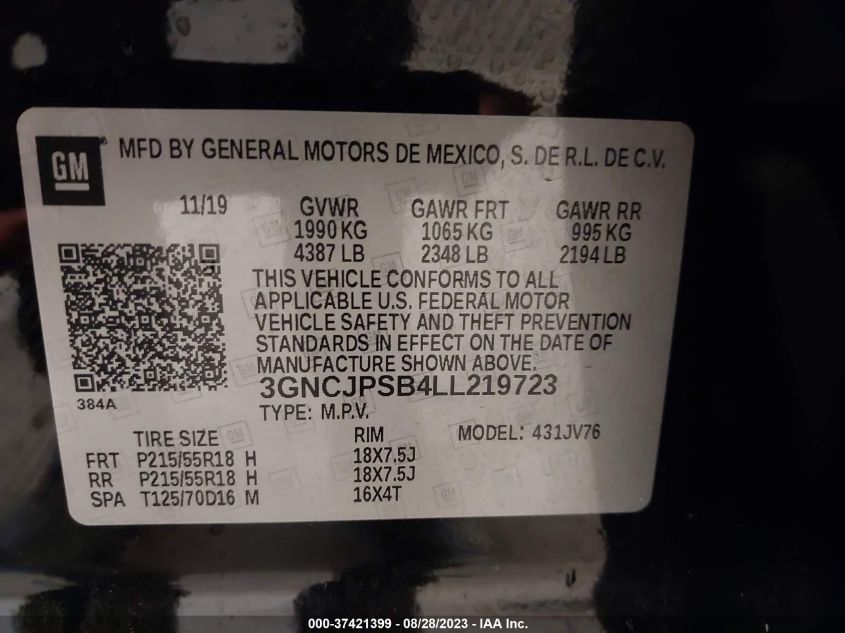 GM
MFD BY GENERAL MOTORS DE MEXICO, S. DE R.L. DE C.V.
11/19 GVWR GAWR FRT GAWR RR
1990 KG 1065 KG 995 KG
4387 LB 2348 LB 2194 LB
THIS VEHICLE CONFORMS TO ALL
APPLICABLE U.S. FEDERAL MOTOR
VEHICLE SAFETY AND THEFT PREVENTION
STANDARDS IN EFFECT ON THE DATE OF
MANUFACTURE SHOWN ABOVE.
3GNCJPSB4LL219723
384A
TYPE: M.P.V.
TIRE SIZE RIM MODEL: 431JV76
FRT P215/55R18 H 18X7.5J
RR P215/55R18 H 18X7.5J
SPA T125/70D16 M 16X4T
000-37421399 - 08/28/2023 - IAA Inc.